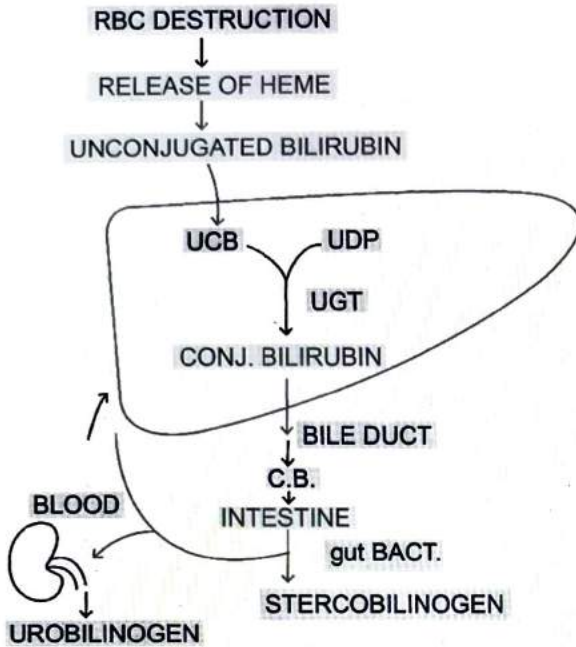 RBC DESTRUCTION
RELEASE OF HEME
UNCONJUGATED BILIRUBIN
UCB UDP
UGT
CONJ. BILIRUBIN
BILE DUCT
C.B.
BLOOD
INTESTINE
gut BACT.
STERCOBILINOGEN
UROBILINOGEN